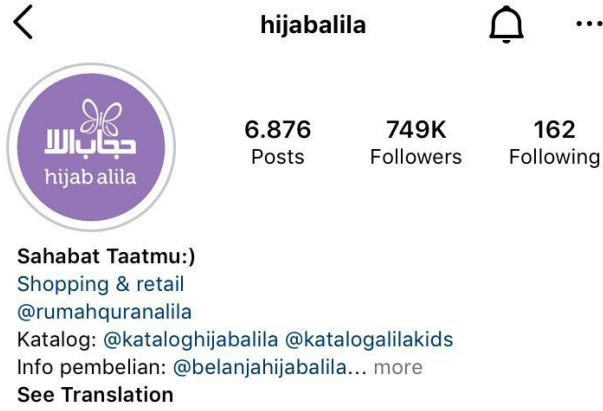 hijabalila
حجاب اللا
hijab alila
6.876 749K 162
Posts Followers Following
Sahabat Taatmu:)
Shopping & retail
@rumahquranalila
Katalog: @kataloghijabalila @katalogalilakids
Info pembelian: @belanjahijabalila... more
See Translation